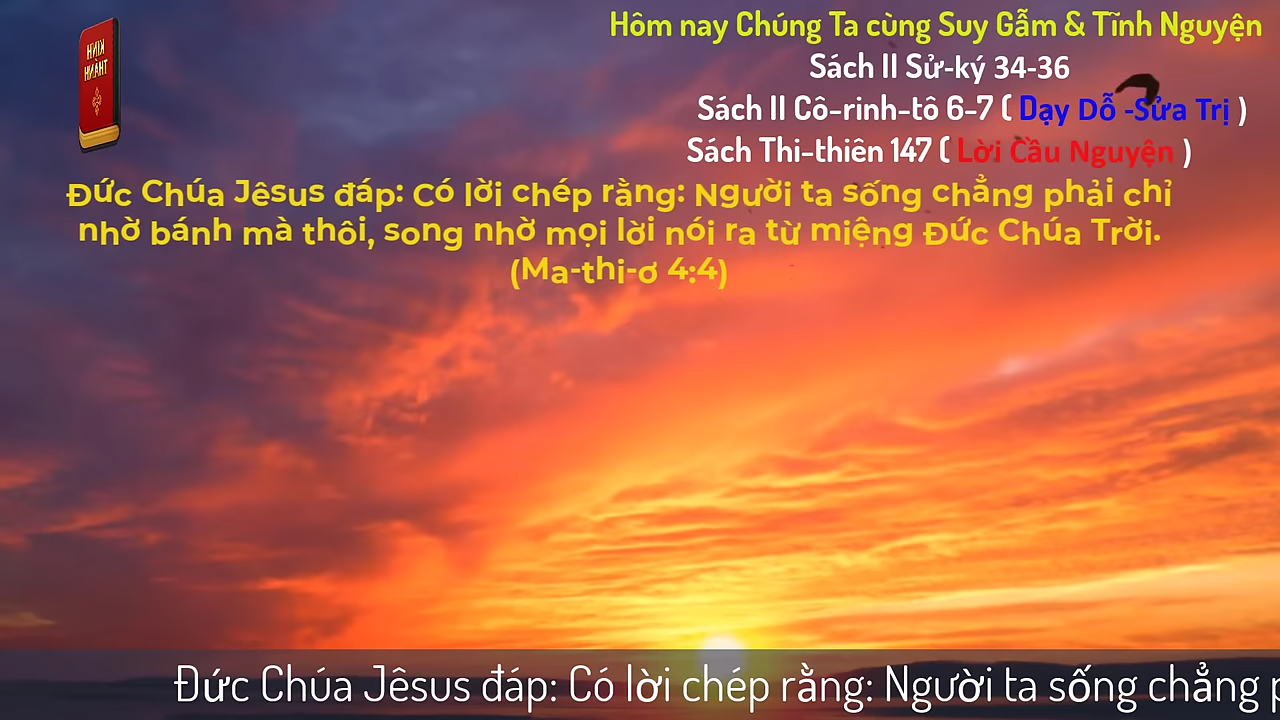 KINH
THÁNH
Hôm nay Chúng Ta cùng Suy Gẫm & Tĩnh Nguyện
Sách II Sử-ký 34-36
Sách II Cô-rinh-tô 6-7 ( Dạy Dỗ -Sửa Trị )
Sách Thi-thiên 147 ( Lời Cầu Nguyện )
Đức Chúa Jêsus đáp: Có lời chép rằng: Người ta sống chẳng phải chỉ
nhờ bánh mà thôi, song nhờ mọi lời nói ra từ miệng Đức Chúa Trời.
(Ma-thi-ơ 4:4)
Đức Chúa Jêsus đáp: Có lời chép rằng: Người ta sống chẳng